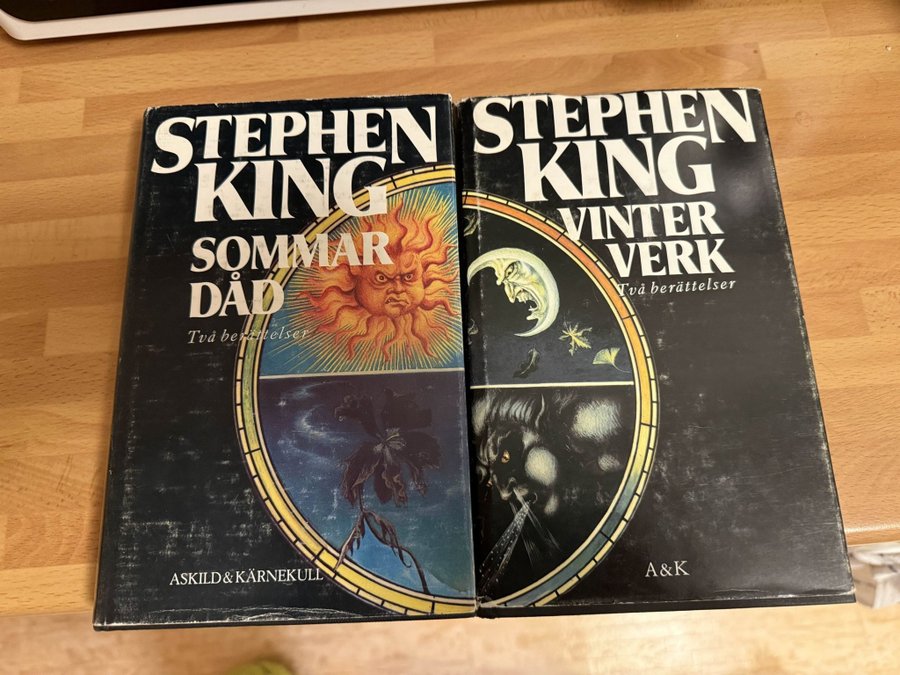 STEPHEN
KING
SOMMAR
DÅD
Två berättelser
ASKILD & KÄRNEKULL
STEPHEN
KING
VINTER
VERK
Två berättelser
A & K